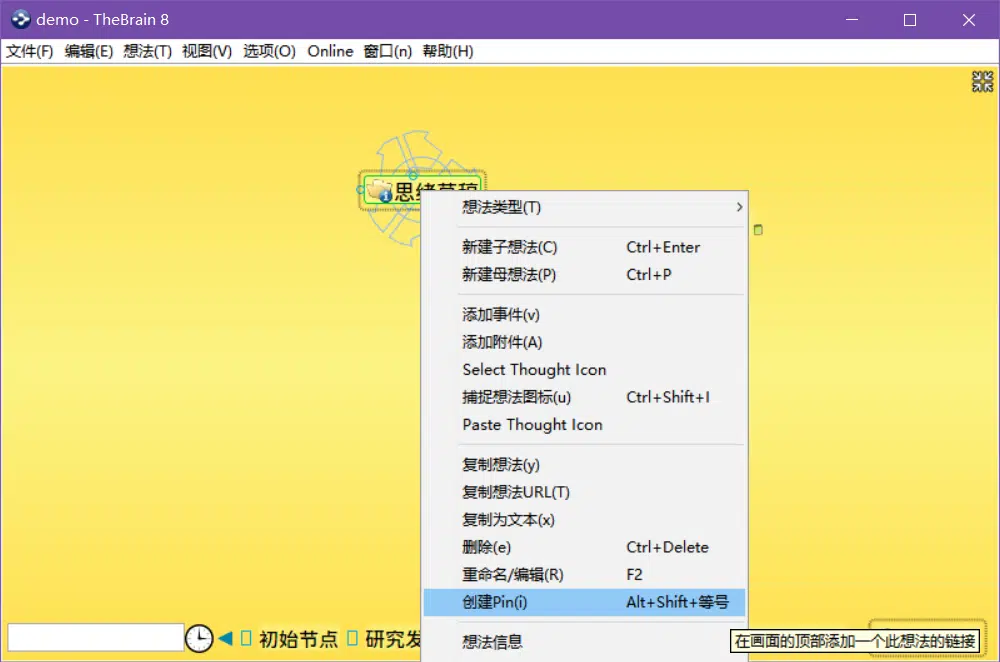 demo - TheBrain 8
文件(F) 编辑(E) 想法(T) 视图(V) 选项(O) Online 窗口(n) 帮助(H)
思绪草稿
想法类型(T)
新建子想法(C) Ctrl+Enter
新建母想法(P) Ctrl+P
添加事件(v)
添加附件(A)
Select Thought Icon
捕捉想法图标(u) Ctrl+Shift+I
Paste Thought Icon
复制想法(y)
复制想法URL(T)
复制为文本(x)
删除(e) Ctrl+Delete
重命名/编辑(R) F2
创建Pin(i) Alt+Shift+等号
想法信息
初始节点 研究发
在画面的顶部添加一个此想法的链接